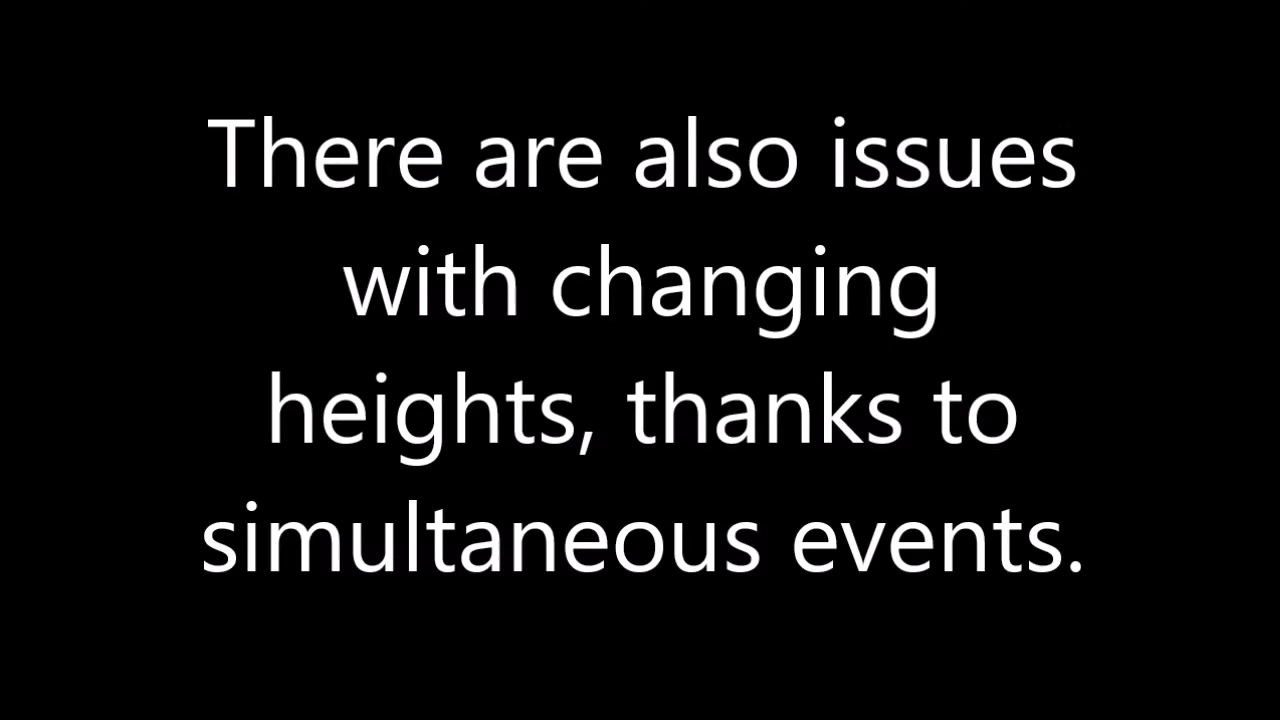 There are also issues
with changing
heights, thanks to
simultaneous events.